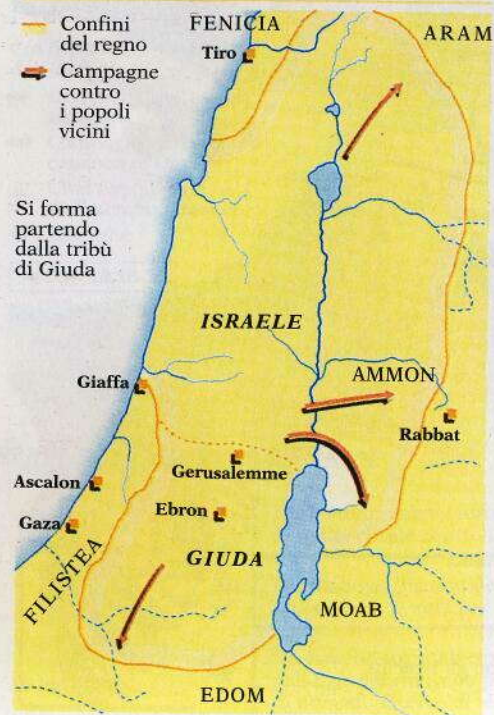 Confini
del regno
Campagne
contro
i popoli
vicini
Si forma
partendo
dalla tribù
di Giuda
FENICIA
ARAM
Tiro
ISRAELE
Giaffa
AMMON
Rabbat
Gerusalemme
Ascalon
Ebron
Gaza
GIUDA
FILISTEA
MOAB
EDOM